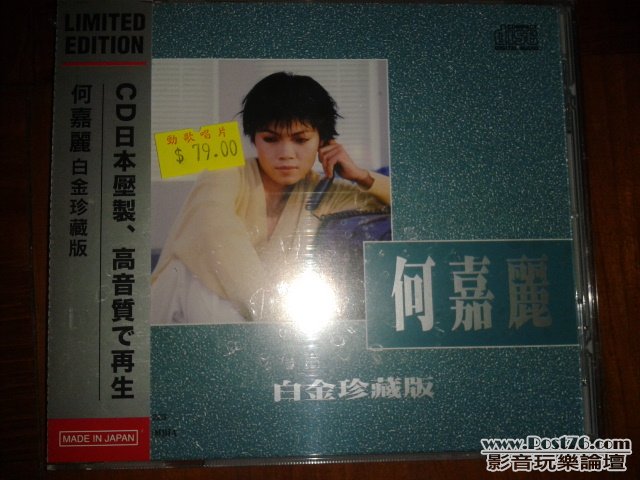 LIMITED
EDITION
CD日本壓製、高音質で再生
何嘉麗 白金珍藏版
MADE IN JAPAN
勁歌唱片
$ 79.00
何嘉麗
白金珍藏版
www.Post76.com
影音玩樂論壇